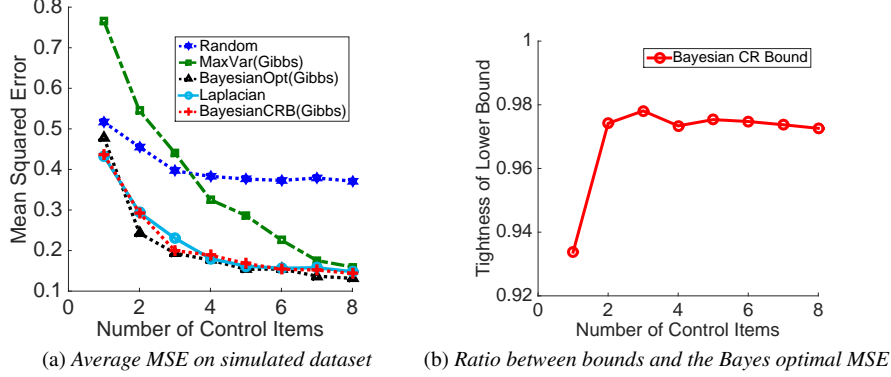 0.8
0.7
0.6
0.5
0.4
0.3
0.2
0.1
0
2
4
6
8
Mean Squared Error
Number of Control Items
Random
MaxVar(Gibbs)
BayesianOpt(Gibbs)
Laplacian
BayesianCRB(Gibbs)
(a) Average MSE on simulated dataset
1
0.98
0.96
0.94
0.92
0
2
4
6
8
Tightness of Lower Bound
Number of Control Items
Bayesian CR Bound
(b) Ratio between bounds and the Bayes optimal MSE